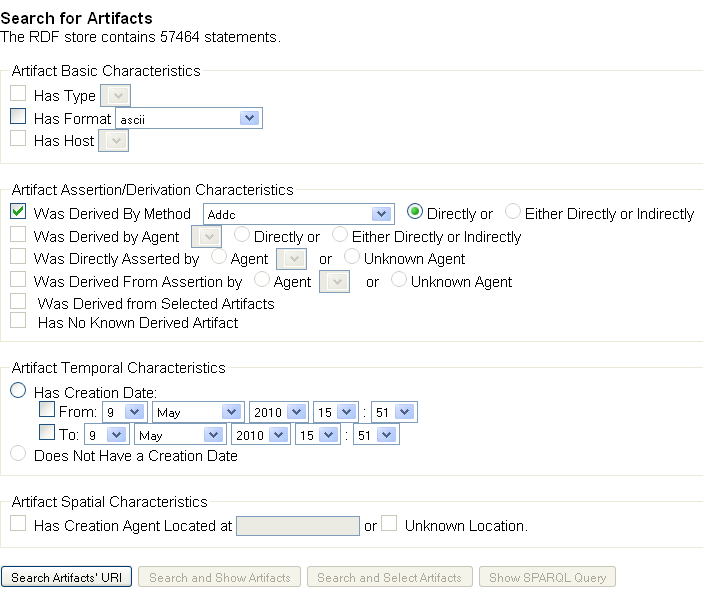 Search for Artifacts
The RDF store contains 57464 statements.
Artifact Basic Characteristics
Has Type
Has Format ascii
Has Host
Artifact Assertion/Derivation Characteristics
Was Derived By Method Addc Directly or Either Directly or Indirectly
Was Derived by Agent Directly or Either Directly or Indirectly
Was Directly Asserted by Agent or Unknown Agent
Was Derived From Assertion by Agent or Unknown Agent
Was Derived from Selected Artifacts
Has No Known Derived Artifact
Artifact Temporal Characteristics
Has Creation Date:
From: 9 May 2010 15 : 51
To: 9 May 2010 15 : 51
Does Not Have a Creation Date
Artifact Spatial Characteristics
Has Creation Agent Located at or Unknown Location.
Search Artifacts' URI Search and Show Artifacts Search and Select Artifacts Show SPARQL Query